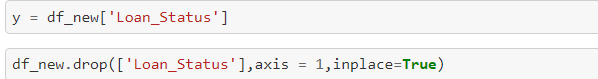 y = df_new['Loan_Status']
df_new.drop(['Loan_Status'],axis = 1,inplace=True)